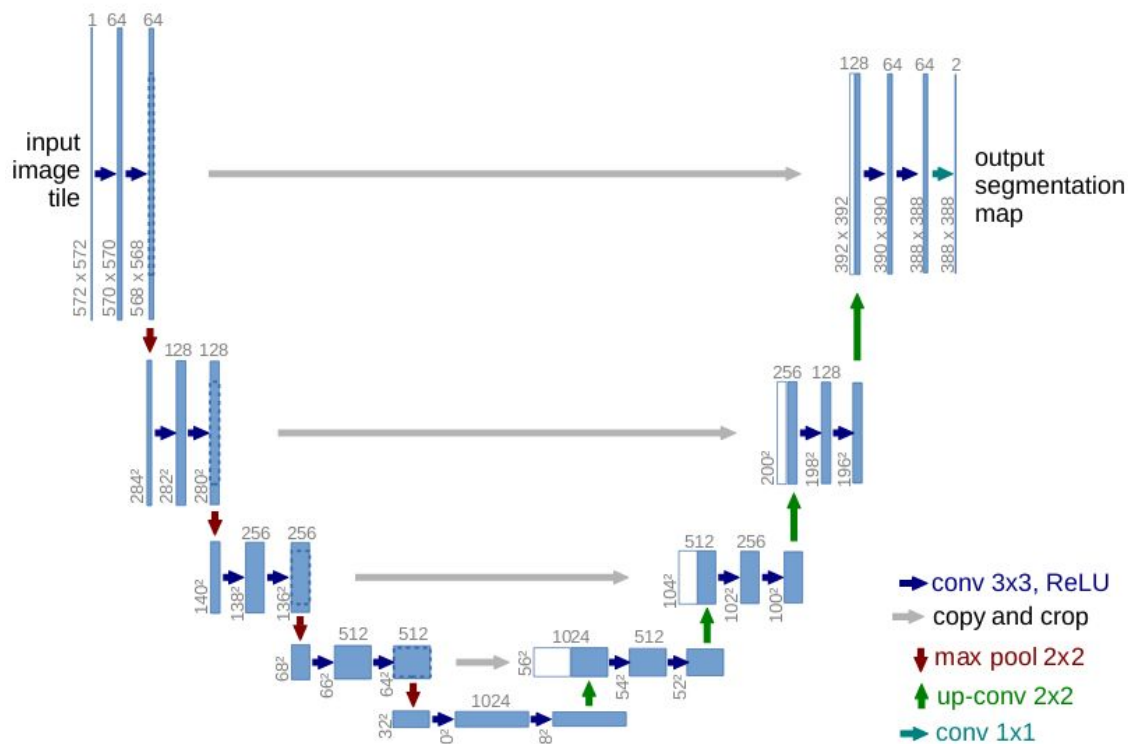 1 64 64
128 64 64 2
input
image
tile
output
segmentation
map
572 x 572
570 x 570
568 x 568
392 x 392
390 x 390
388 x 388
388 x 388
128 128
256 128
284²
282²
280²
200²
198²
196²
256 256
512 256
140²
138²
136²
104²
102²
100²
conv 3x3, ReLU
copy and crop
max pool 2x2
up-conv 2x2
conv 1x1
512 512
1024 512
68²
66²
64²
56²
54²
52²
1024
32²
0²
8²